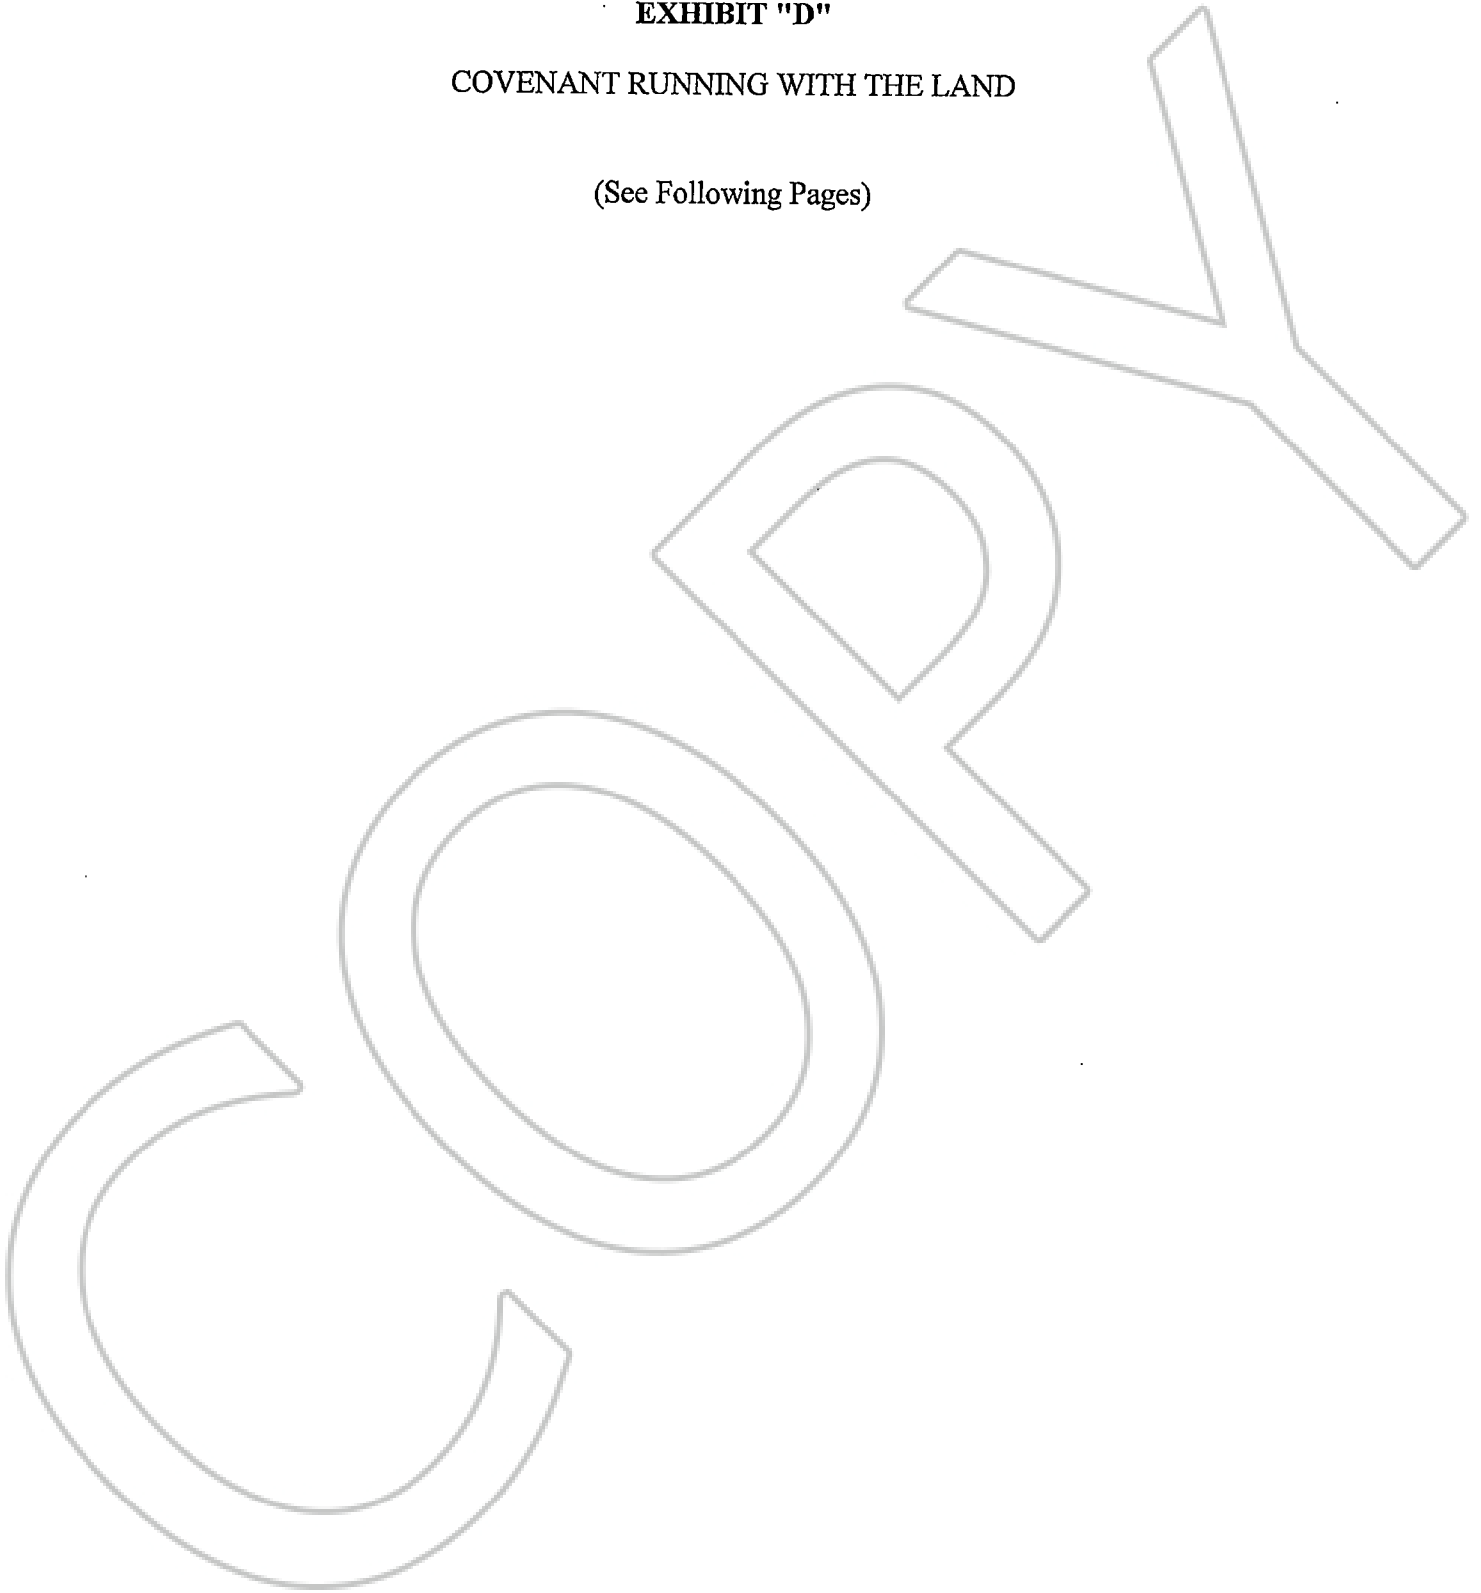 EXHIBIT "D"
COVENANT RUNNING WITH THE LAND
(See Following Pages)
COPY